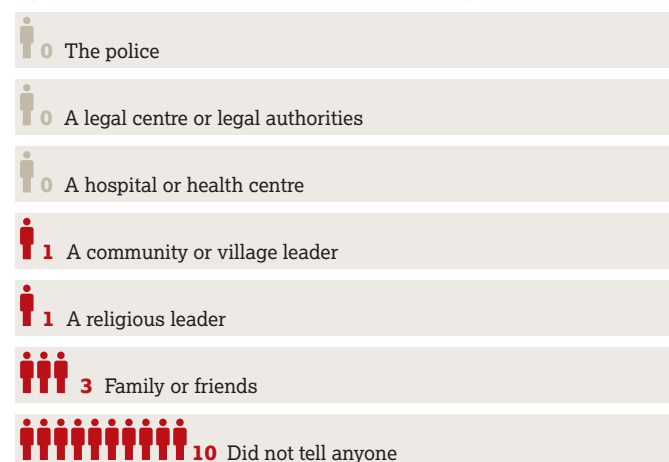 0 The police
0 A legal centre or legal authorities
0 A hospital or health centre
1 A community or village leader
1 A religious leader
3 Family or friends
10 Did not tell anyone